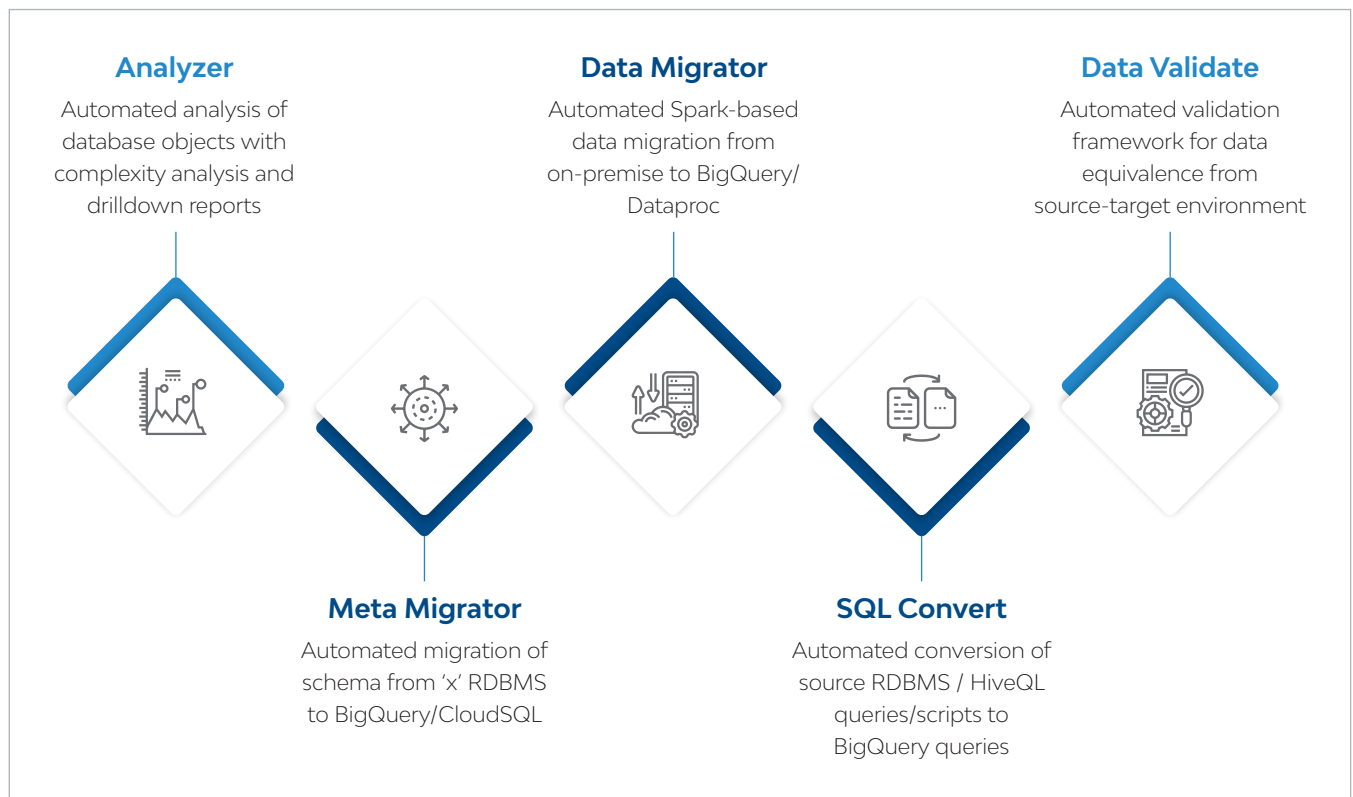 Analyzer
Automated analysis of
database objects with
complexity analysis and
drilldown reports
Meta Migrator
Automated migration of
schema from ‘x’ RDBMS
to BigQuery/CloudSQL
Data Migrator
Automated Spark-based
data migration from
on-premise to BigQuery/
Dataproc
SQL Convert
Automated conversion of
source RDBMS / HiveQL
queries/scripts to
BigQuery queries
Data Validate
Automated validation
framework for data
equivalence from
source-target environment